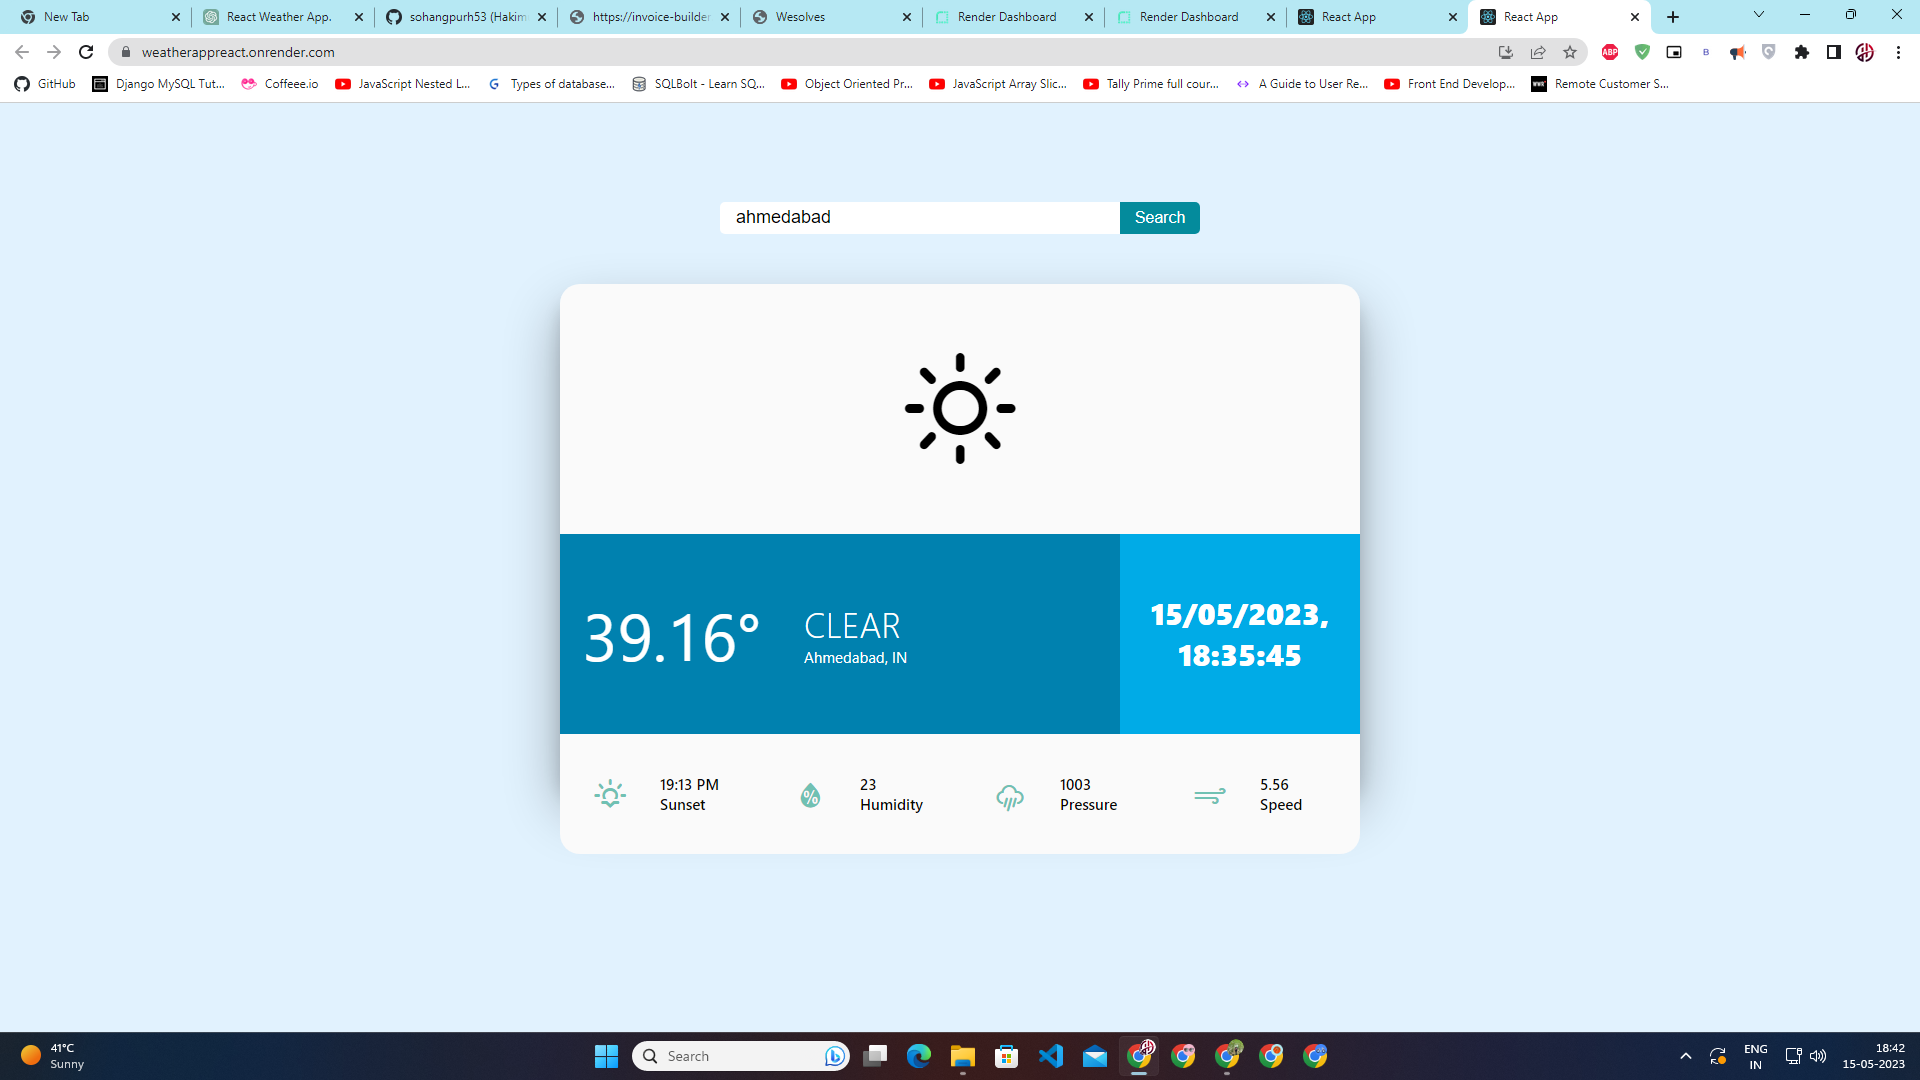 New Tab
React Weather App.
sohangpurh53 (Hakim
https://invoice-builder
Wesolves
Render Dashboard
Render Dashboard
React App
React App
weatherappreact.onrender.com
ABP
B
GitHub
Django MySQL Tut...
Coffeee.io
JavaScript Nested L...
Types of database...
SQLBolt - Learn SQ...
Object Oriented Pr...
JavaScript Array Slic...
Tally Prime full cour...
A Guide to User Re...
Front End Develop...
Remote Customer S...
ahmedabad
Search
39.16°
CLEAR
Ahmedabad, IN
15/05/2023,
18:35:45
19:13 PM
Sunset
23
Humidity
1003
Pressure
5.56
Speed
41°C
Sunny
Search
ENG
IN
18:42
15-05-2023